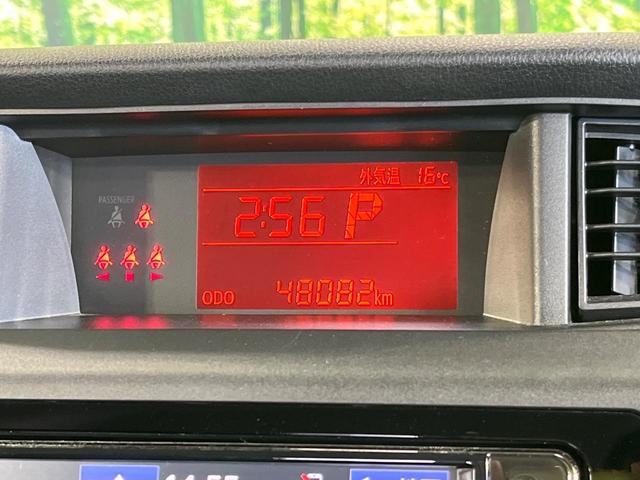 外気温 16℃
PASSENGER
2:56 P
ODO 48082km